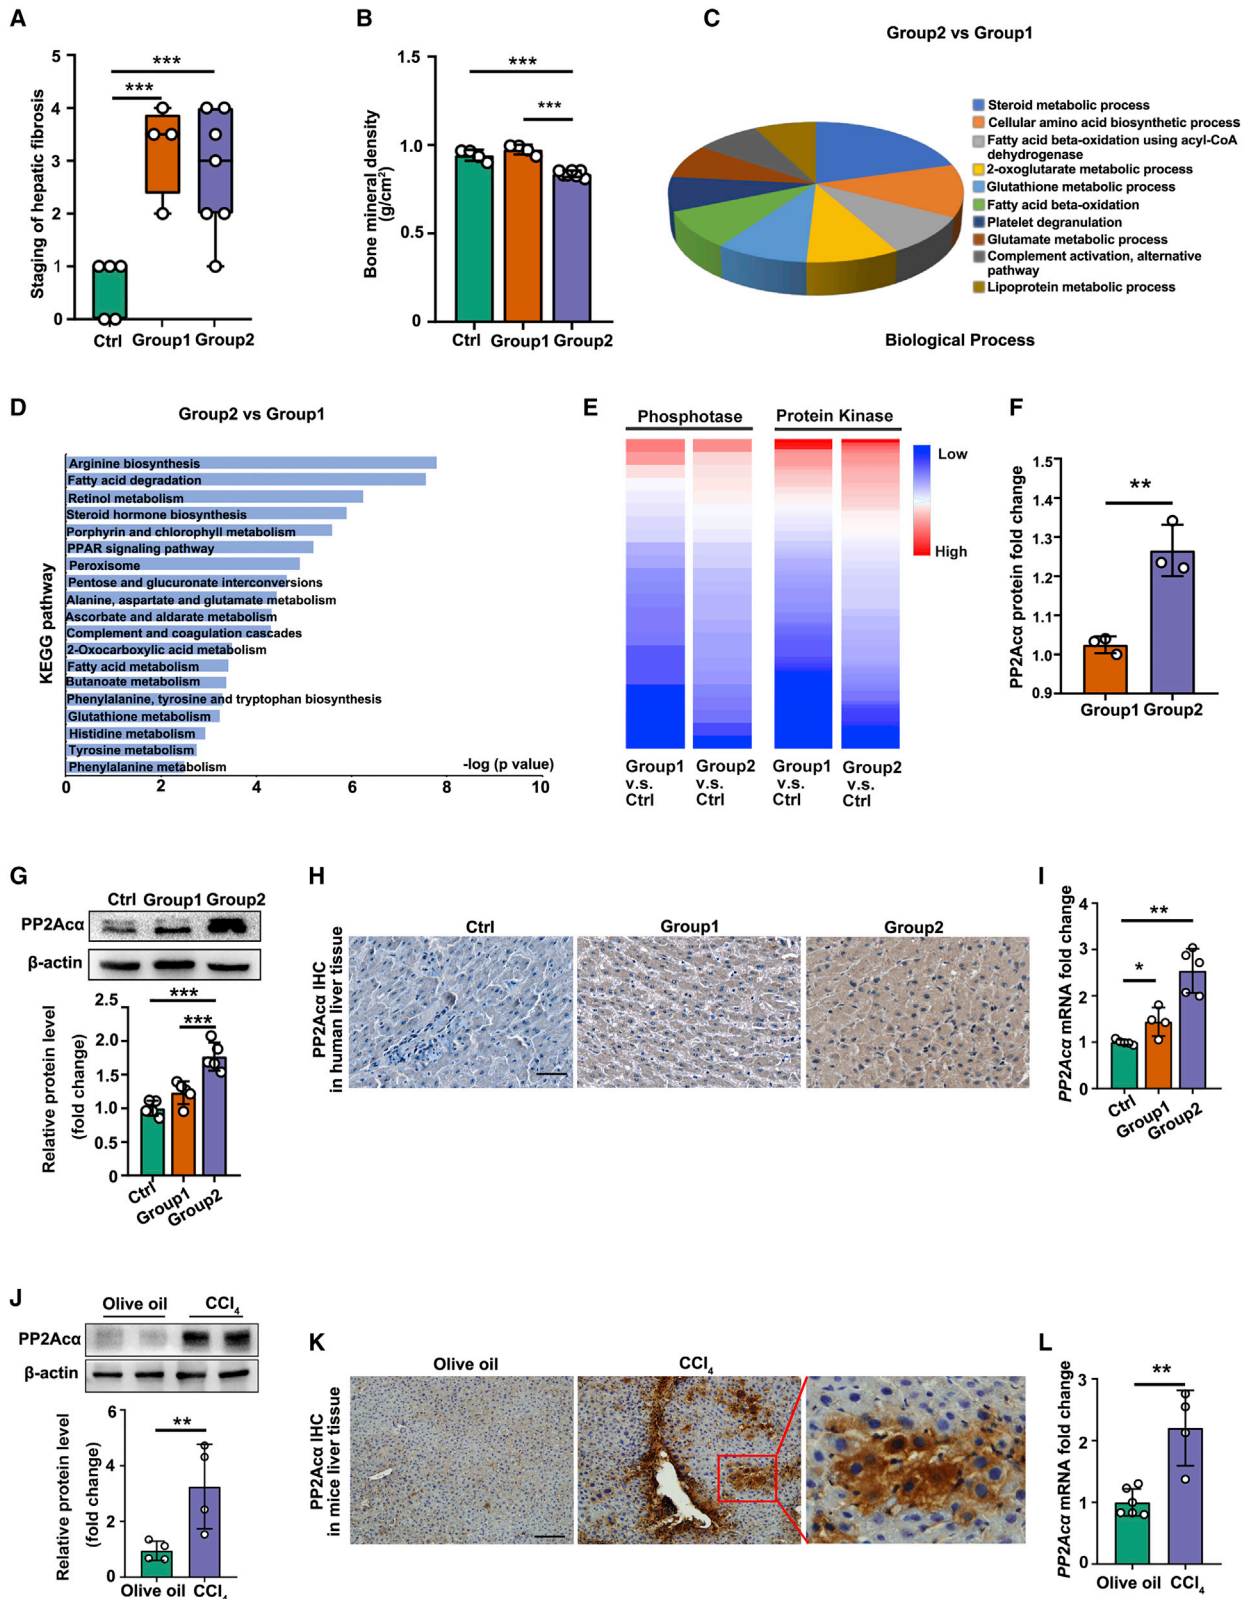 A
Staging of hepatic fibrosis
5
4
3
2
1
0
***
***
Ctrl Group1 Group2
B
Bone mineral density
(g/cm²)
1.5
1.0
0.5
0
***
***
Ctrl Group1 Group2
C
Group2 vs Group1
Steroid metabolic process
Cellular amino acid biosynthetic process
Fatty acid beta-oxidation using acyl-CoA
dehydrogenase
2-oxoglutarate metabolic process
Glutathione metabolic process
Fatty acid beta-oxidation
Platelet degranulation
Glutamate metabolic process
Complement activation, alternative
pathway
Lipoprotein metabolic process
Biological Process
D
Group2 vs Group1
KEGG pathway
Arginine biosynthesis
Fatty acid degradation
Retinol metabolism
Steroid hormone biosynthesis
Porphyrin and chlorophyll metabolism
PPAR signaling pathway
Peroxisome
Pentose and glucuronate interconversions
Alanine, aspartate and glutamate metabolism
Ascorbate and aldarate metabolism
Complement and coagulation cascades
2-Oxocarboxylic acid metabolism
Fatty acid metabolism
Butanoate metabolism
Phenylalanine, tyrosine and tryptophan biosynthesis
Glutathione metabolism
Histidine metabolism
Tyrosine metabolism
Phenylalanine metabolism
-log (p value)
0 2 4 6 8 10
E
Phosphotase Protein Kinase
Low
High
Group1 Group2 Group1 Group2
v.s. v.s. v.s. v.s.
Ctrl Ctrl Ctrl Ctrl
F
PP2Acα protein fold change
1.5
1.4
1.3
1.2
1.1
1.0
0.9
**
Group1 Group2
G
Ctrl Group1 Group2
PP2Acα
β-actin
Relative protein level
(fold change)
2.5
2.0
1.5
1.0
0.5
0
***
***
Ctrl
Group1
Group2
H
PP2Acα IHC
in human liver tissue
Ctrl Group1 Group2
I
PP2Acα mRNA fold change
4
3
2
1
0
**
*
Ctrl
Group1
Group2
J
Olive oil CCl4
PP2Acα
β-actin
Relative protein level
(fold change)
6
4
2
0
**
Olive oil CCl4
K
PP2Acα IHC
in mice liver tissue
Olive oil CCl4
L
PP2Acα mRNA fold change
3
2
1
0
**
Olive oil CCl4